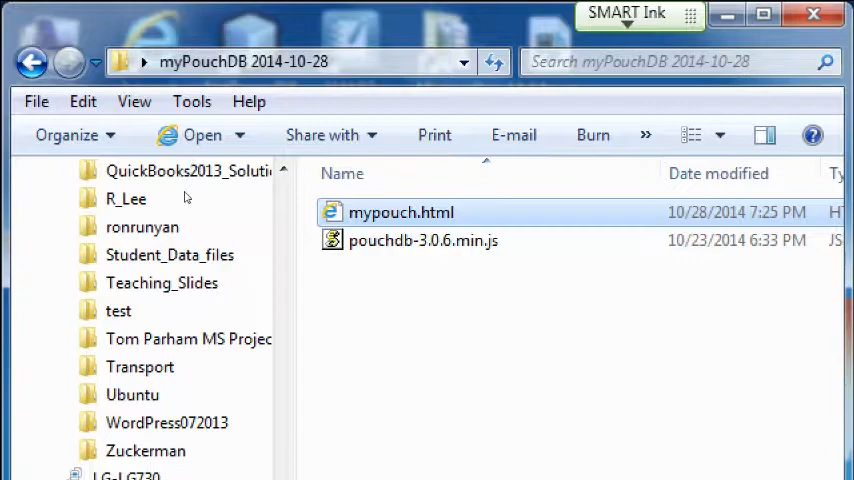 SMART Ink
myPouchDB 2014-10-28
Search myPouchDB 2014-10-28
File Edit View Tools Help
Organize Open Share with Print E-mail Burn »
Name Date modified Ty
QuickBooks2013_Soluti
R_Lee
ronrunyan
Student_Data_files
Teaching_Slides
test
Tom Parham MS Projec
Transport
Ubuntu
WordPress072013
Zuckerman
LG-LG730
mypouch.html 10/28/2014 7:25 PM HT
pouchdb-3.0.6.min.js 10/23/2014 6:33 PM JS